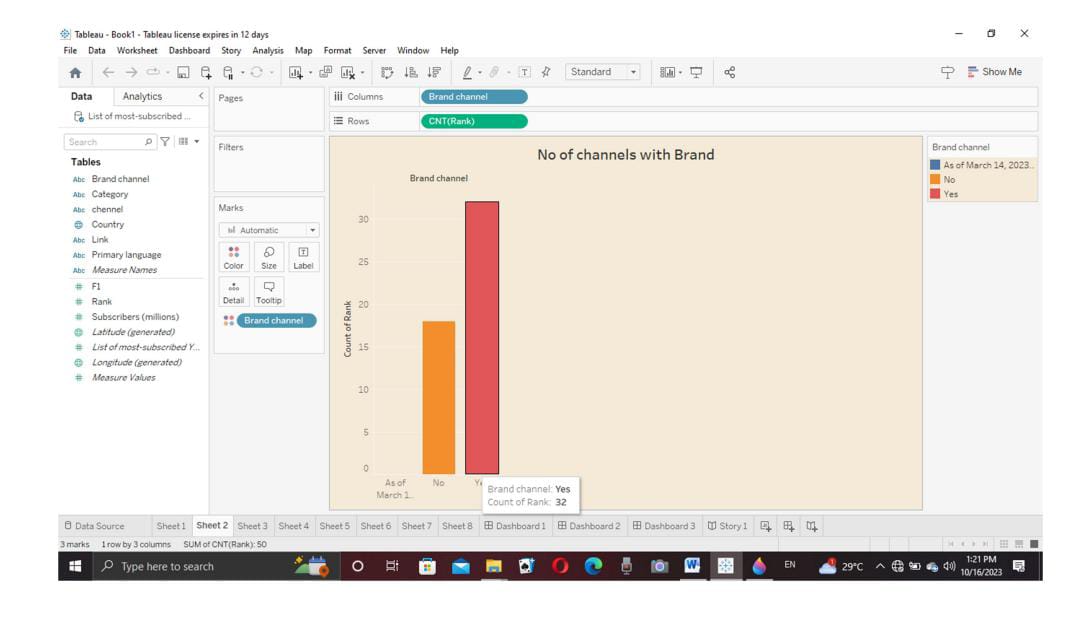 Tableau - Book1 - Tableau license expires in 12 days
File Data Worksheet Dashboard Story Analysis Map Format Server Window Help
Standard
Show Me
Data Analytics
List of most-subscribed ...
Search
Tables
Abc Brand channel
Abc Category
Abc chennel
Country
Abc Link
Abc Primary language
Abc Measure Names
# F1
# Rank
# Subscribers (millions)
Latitude (generated)
# List of most-subscribed Y...
Longitude (generated)
# Measure Values
Pages
Filters
Marks
Automatic
Color Size Label
Detail Tooltip
Brand channel
Columns Brand channel
Rows CNT(Rank)
No of channels with Brand
Brand channel
Count of Rank
30
25
20
15
10
5
0
As of March 1..
No
Ye
Brand channel: Yes
Count of Rank: 32
Brand channel
As of March 14, 2023..
No
Yes
Data Source Sheet 1 Sheet 2 Sheet 3 Sheet 4 Sheet 5 Sheet 6 Sheet 7 Sheet 8 Dashboard 1 Dashboard 2 Dashboard 3 Story 1
3 marks 1 row by 3 columns SUM of CNT(Rank): 50
Type here to search
EN
29°C
1:21 PM
10/16/2023